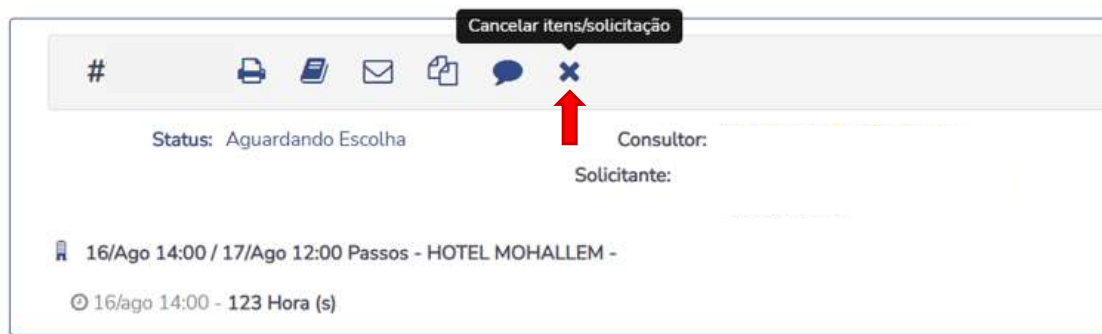 Cancelar itens/solicitação
#
Status: Aguardando Escolha Consultor:
Solicitante:
16/Ago 14:00 / 17/Ago 12:00 Passos - HOTEL MOHALLEM -
16/ago 14:00 - 123 Hora (s)